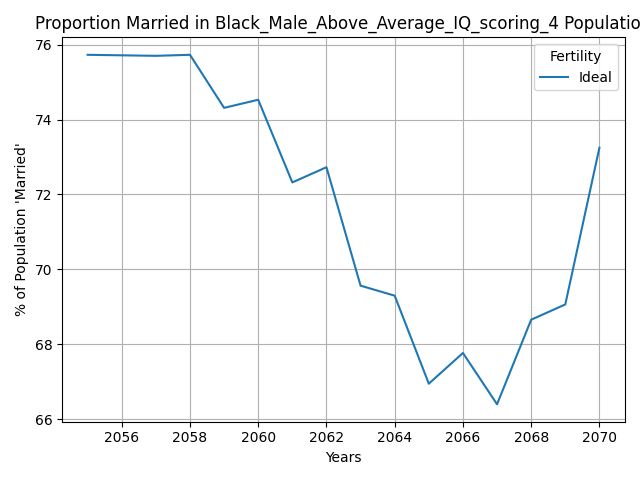 Proportion Married in Black_Male_Above_Average_IQ_scoring_4 Populatio
76
74
72
70
68
66
% of Population 'Married'
Fertility
Ideal
2056 2058 2060 2062 2064 2066 2068 2070
Years